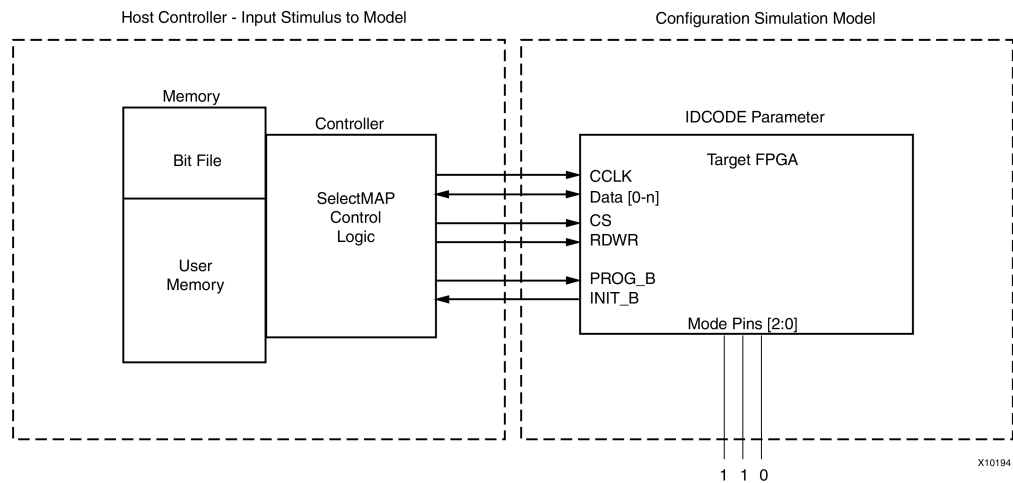 Host Controller - Input Stimulus to Model
Configuration Simulation Model
Memory
Bit File
User
Memory
Controller
SelectMAP
Control
Logic
IDCODE Parameter
Target FPGA
CCLK
Data [0-n]
CS
RDWR
PROG_B
INIT_B
Mode Pins [2:0]
1 1 0
X10194